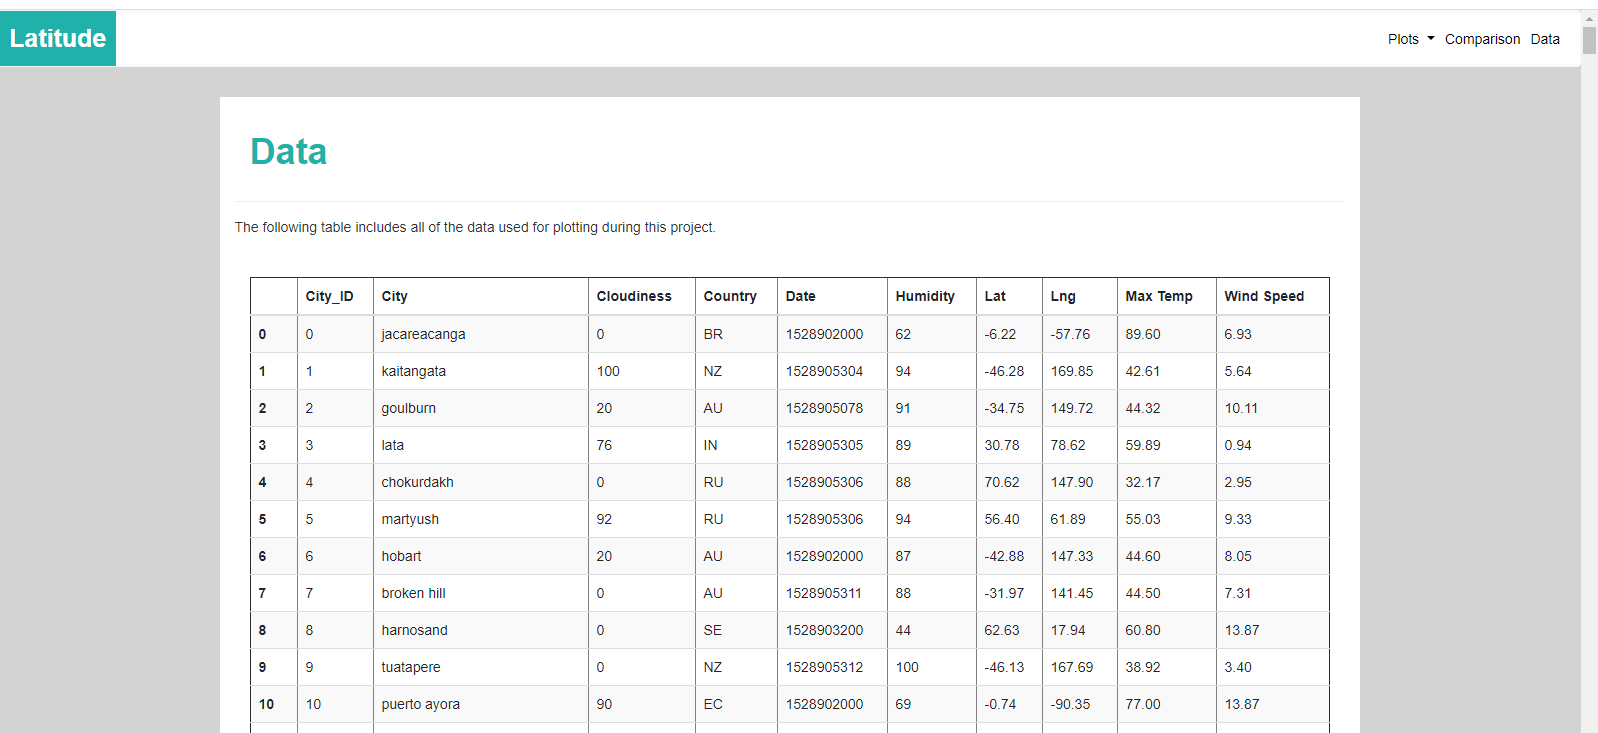 Latitude
Plots Comparison Data
Data
The following table includes all of the data used for plotting during this project.
City_ID City Cloudiness Country Date Humidity Lat Lng Max Temp Wind Speed
0 0 jacareacanga 0 BR 1528902000 62 -6.22 -57.76 89.60 6.93
1 1 kaitangata 100 NZ 1528905304 94 -46.28 169.85 42.61 5.64
2 2 goulburn 20 AU 1528905078 91 -34.75 149.72 44.32 10.11
3 3 lata 76 IN 1528905305 89 30.78 78.62 59.89 0.94
4 4 chokurdakh 0 RU 1528905306 88 70.62 147.90 32.17 2.95
5 5 martyush 92 RU 1528905306 94 56.40 61.89 55.03 9.33
6 6 hobart 20 AU 1528902000 87 -42.88 147.33 44.60 8.05
7 7 broken hill 0 AU 1528905311 88 -31.97 141.45 44.50 7.31
8 8 harnosand 0 SE 1528903200 44 62.63 17.94 60.80 13.87
9 9 tuatapere 0 NZ 1528905312 100 -46.13 167.69 38.92 3.40
10 10 puerto ayora 90 EC 1528902000 69 -0.74 -90.35 77.00 13.87